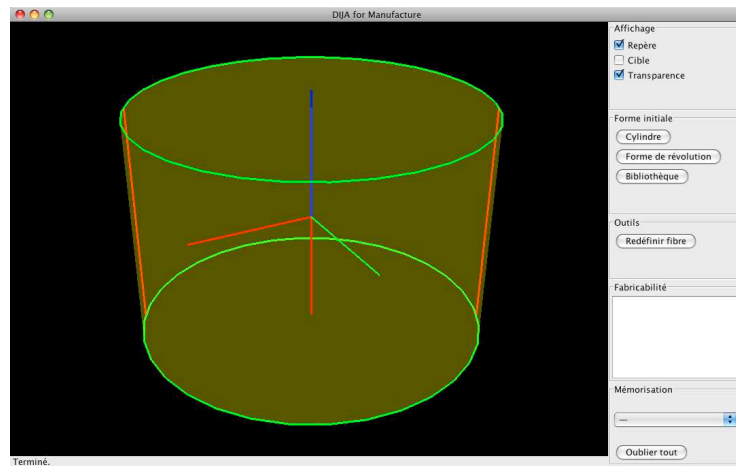 DIJA for Manufacture
Affichage
Repère
Cible
Transparence
Forme initiale
Cylindre
Forme de révolution
Bibliothèque
Outils
Redéfinir fibre
Fabricabilité
Mémorisation
—
Oublier tout
Terminé.